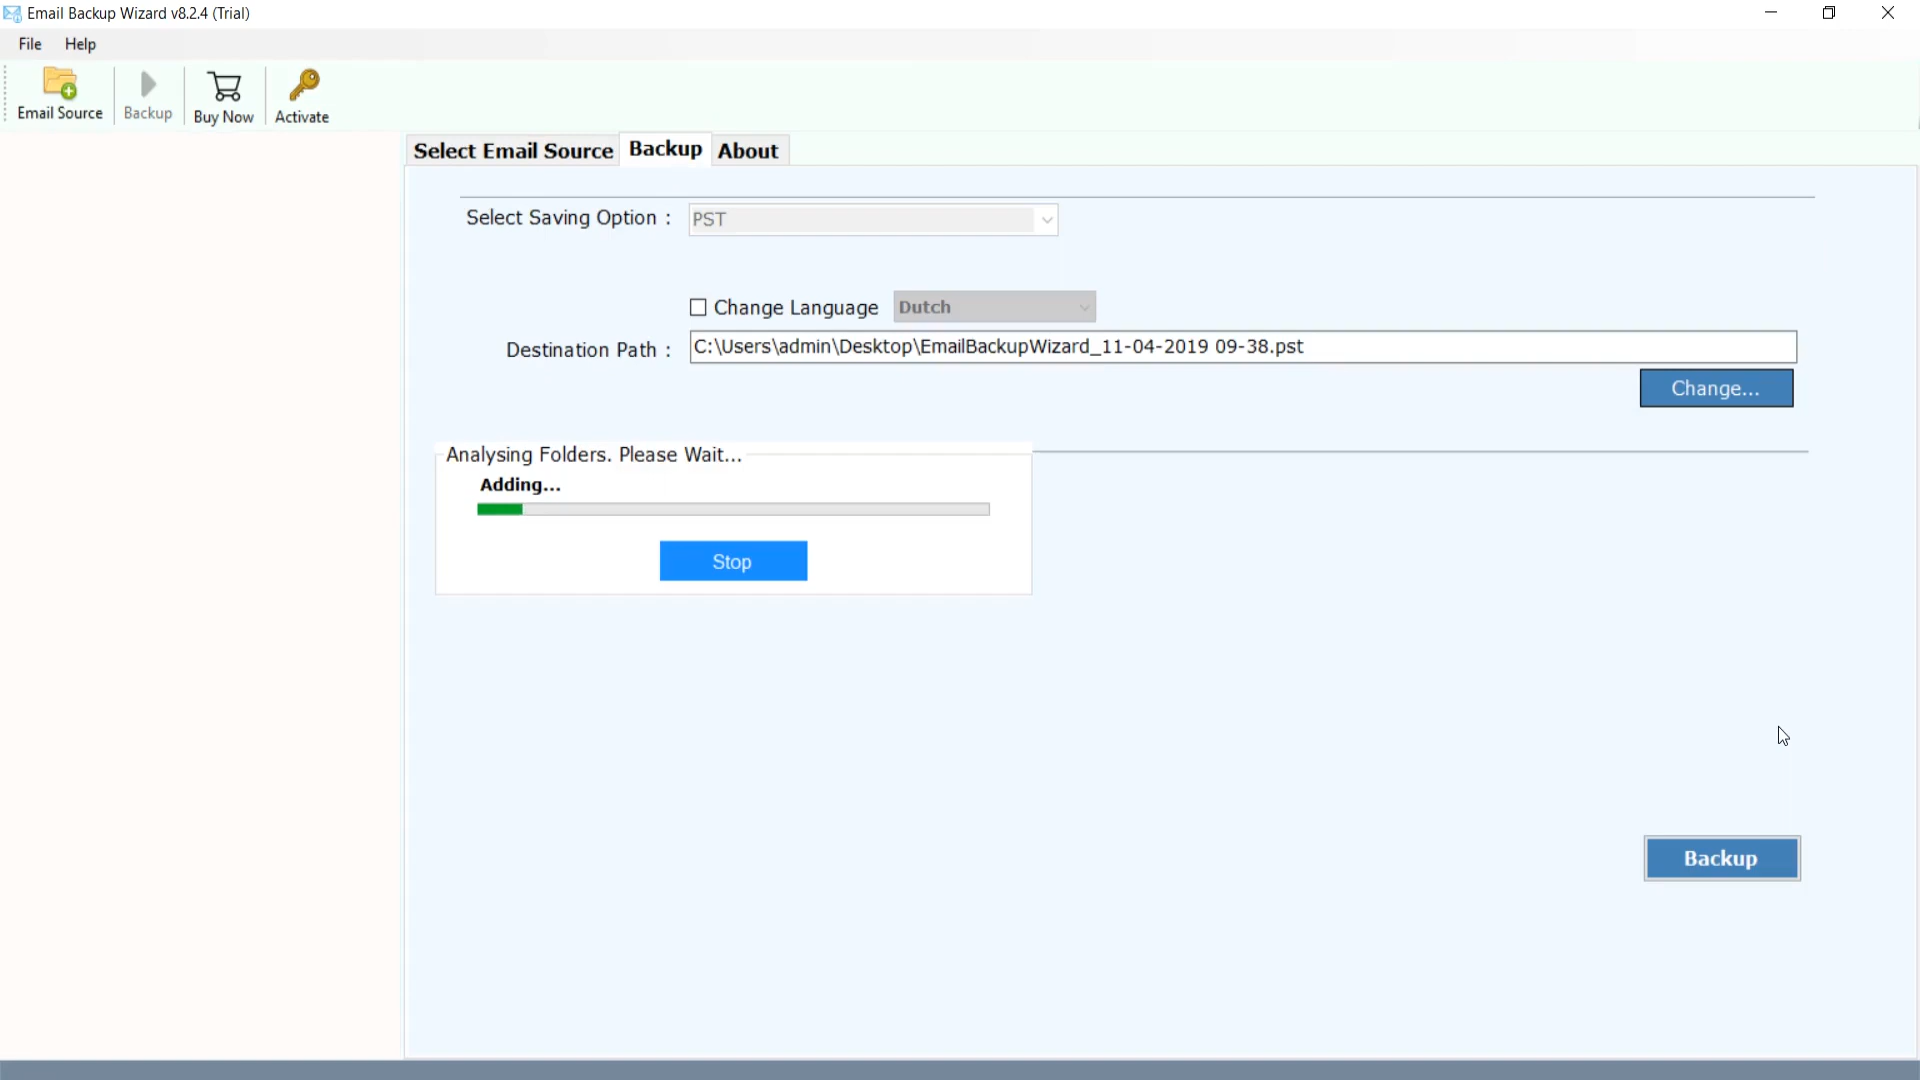 Email Backup Wizard v8.2.4 (Trial)
File Help
Email Source Backup Buy Now Activate
Select Email Source Backup About
Select Saving Option : PST
Change Language Dutch
Destination Path : C:\Users\admin\Desktop\EmailBackupWizard_11-04-2019 09-38.pst
Change...
Analysing Folders. Please Wait...
Adding...
Stop
Backup